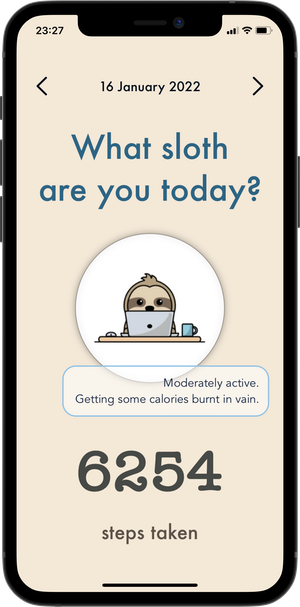 23:27
16 January 2022
What sloth
are you today?
Moderately active.
Getting some calories burnt in vain.
6254
steps taken